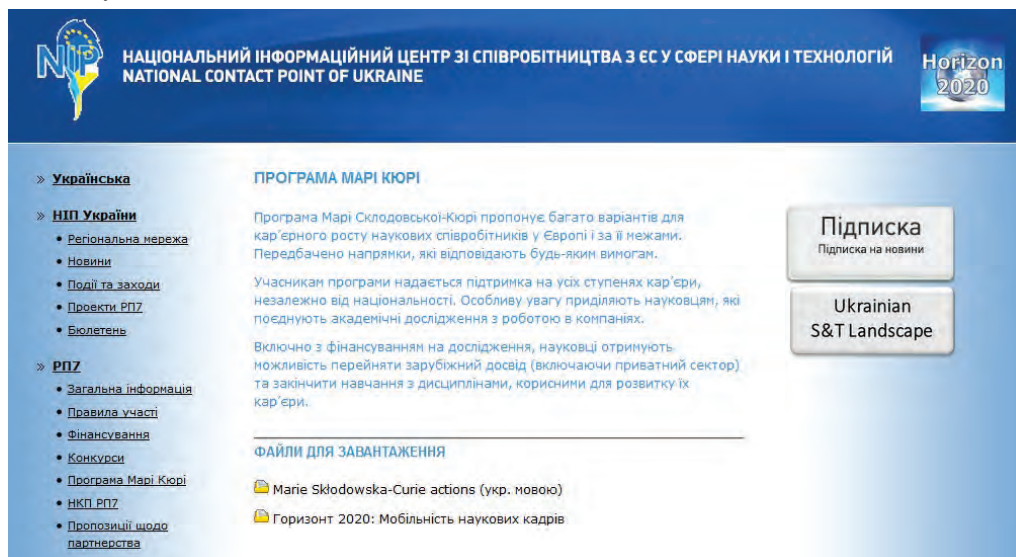 NIP
НАЦІОНАЛЬНИЙ ІНФОРМАЦІЙНИЙ ЦЕНТР ЗІ СПІВРОБІТНИЦТВА З ЄС У СФЕРІ НАУКИ І ТЕХНОЛОГІЙ
NATIONAL CONTACT POINT OF UKRAINE
Horizon
2020
» Українська
» НІП України
• Регіональна мережа
• Новини
• Події та заходи
• Проекти РП7
• Бюлетень
» РП7
• Загальна інформація
• Правила участі
• Фінансування
• Конкурси
• Програма Марі Кюрі
• НКП РП7
• Пропозиції щодо
партнерства
ПРОГРАМА МАРІ КЮРІ
Програма Марі Склодовської-Кюрі пропонує багато варіантів для
кар'єрного росту наукових співробітників у Європі і за її межами.
Передбачено напрямки, які відповідають будь-яким вимогам.
Учасникам програми надається підтримка на усіх ступенях кар'єри,
незалежно від національності. Особливу увагу приділяють науковцям, які
поєднують академічні дослідження з роботою в компаніях.
Включно з фінансуванням на дослідження, науковці отримують
можливість перейняти зарубіжний досвід (включаючи приватний сектор)
та закінчити навчання з дисциплінами, корисними для розвитку їх
кар'єри.
ФАЙЛИ ДЛЯ ЗАВАНТАЖЕННЯ
Marie Skłodowska-Curie actions (укр. мовою)
Горизонт 2020: Мобільність наукових кадрів
Підписка
Підписка на новини
Ukrainian
S&T Landscape